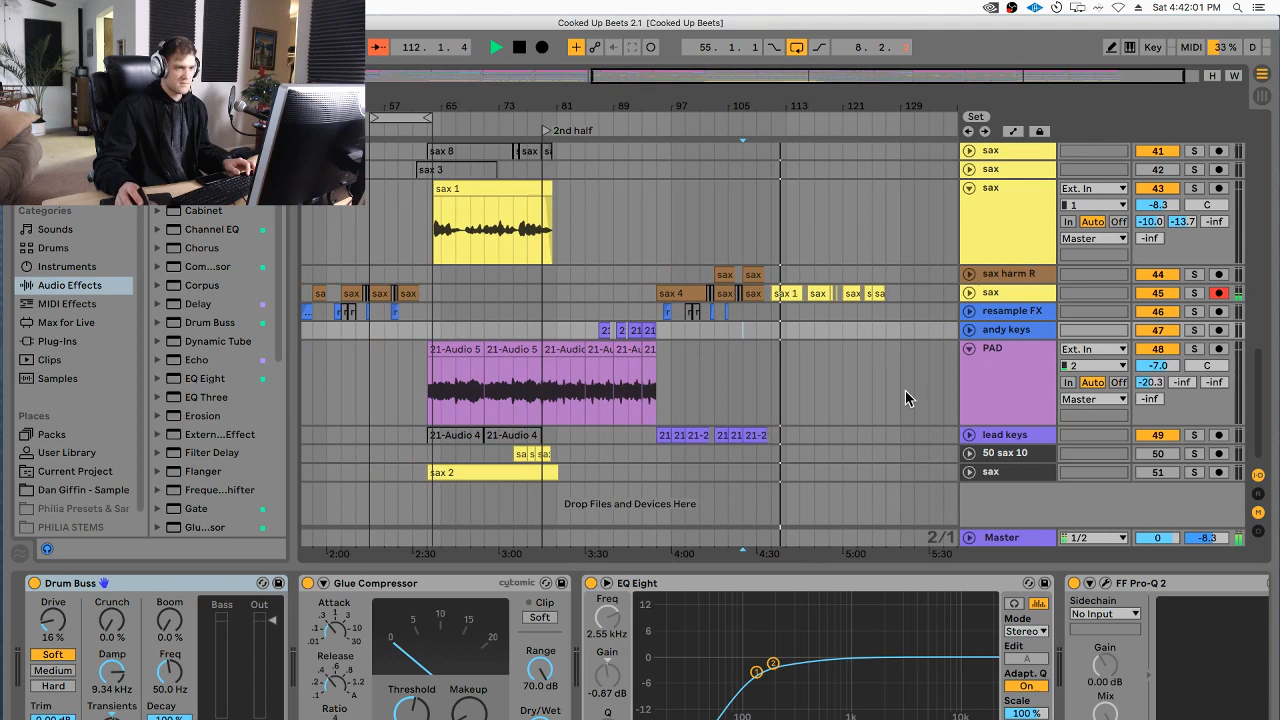 Sat 4:42:01 PM
Cooked Up Beets 2.1 [Cooked Up Beets]
112. 1. 4
55. 1. 1
8. 2. 2
Key
MIDI
33 %
D
H W
57 65 73 81 89 97 105 113 121 129
Set
2nd half
sax 8 sax
sax 41 S
sax 3
sax 42 S
sax 1
sax Ext. In 43 S
1 -8.3 C
In Auto Off -10.0 -13.7 -inf
Master -inf
sax sax
sax harm R 44 S
sa sax sax sax sax 4 sax sax sax 1 sax sax s sa
sax 45 S
resample FX 46 S
21 2 21 21
andy keys 47 S
21-Audio 5 21-Audio 5 21-Audic 21-Au 21-Au 21
PAD Ext. In 48 S
2 -7.0 C
In Auto Off -20.3 -inf -inf
Master -inf
21-Audio 4 21-Audio 4 21 21 21-2 21 21 21-2
lead keys 49 S
50 sax 10 50 S
sax 2
sax 51 S
Drop Files and Devices Here
2/1
Master 1/2 0 -8.3
2:00 2:30 3:00 3:30 4:00 4:30 5:00 5:30
Categories
Sounds
Drums
Instruments
Audio Effects
MIDI Effects
Max for Live
Plug-Ins
Clips
Samples
Places
Packs
User Library
Current Project
Dan Giffin - Sample
Philia Presets & Sar
PHILIA STEMS
Cabinet
Channel EQ
Chorus
Com...sor
Corpus
Delay
Drum Buss
Dynamic Tube
Echo
EQ Eight
EQ Three
Erosion
Extern...Effect
Filter Delay
Flanger
Freque...hifter
Gate
Glu...sor
Drum Buss
Drive
16 %
Crunch
0.0 %
Boom
0.0 %
Bass Out
Soft
Medium
Hard
Damp
9.34 kHz
Freq
50.0 Hz
Trim
0.00 dB
Transients
Decay
100 %
Glue Compressor
cytomic
Attack
.1 .3 1 3 10 30 .01
Release
.4 .6 .8 1.2 .2 .1 A
Ratio
0 5 10 15 20
Threshold
Makeup
Clip
Soft
Range
70.0 dB
Dry/Wet
EQ Eight
Freq
2.55 kHz
Gain
-0.87 dB
Q
12
6
0
-6
-12
100 1k 10k
1 2
Mode
Stereo
Edit
A
Adapt. Q
On
Scale
100 %
FF Pro-Q 2
Sidechain
No Input
Gain
Mix